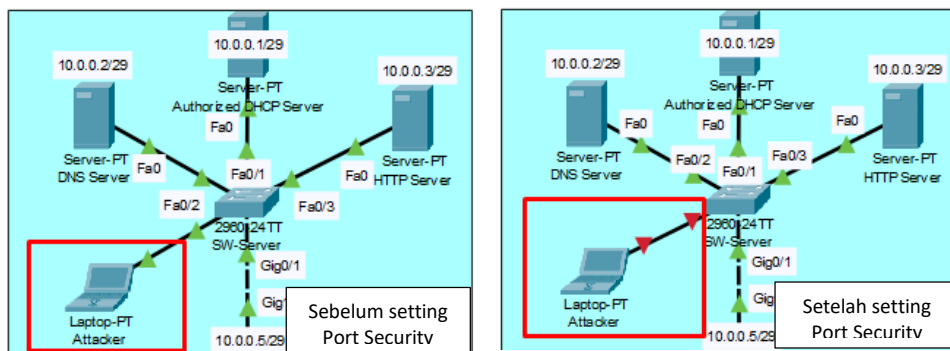 10.0.0.1/29
10.0.0.2/29
10.0.0.3/29
Server-PT
Authorized DHCP Server
Fa0
Server-PT
DNS Server
Fa0
Fa0/1
Fa0
Server-PT
HTTP Server
Fa0/2
Fa0/3
2960-24TT
SW-Server
Gig0/1
Laptop-PT
Attacker
10.0.0.5/29
Sebelum setting
Port Security
10.0.0.1/29
10.0.0.2/29
10.0.0.3/29
Server-PT
Authorized DHCP Server
Fa0
Fa0
Fa0
Server-PT
DNS Server
Fa0/2
Fa0/1
Fa0/3
Server-PT
HTTP Server
2960-24TT
SW-Server
Gig0/1
Laptop-PT
Attacker
10.0.0.5/29
Setelah setting
Port Security